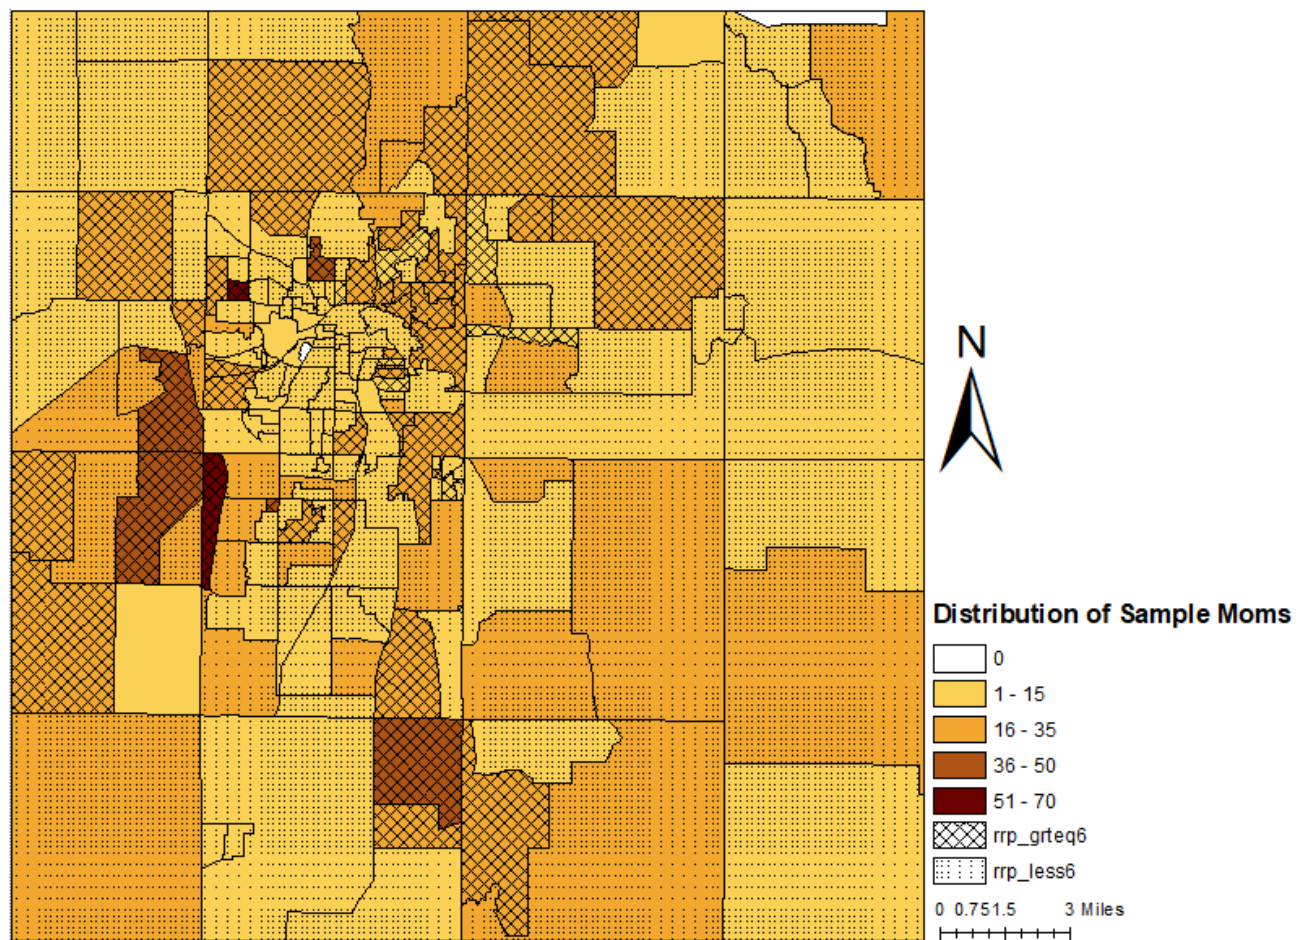 N
Distribution of Sample Moms
0
1 - 15
16 - 35
36 - 50
51 - 70
rrp_grteq6
rrp_less6
0 0.751.5 3 Miles